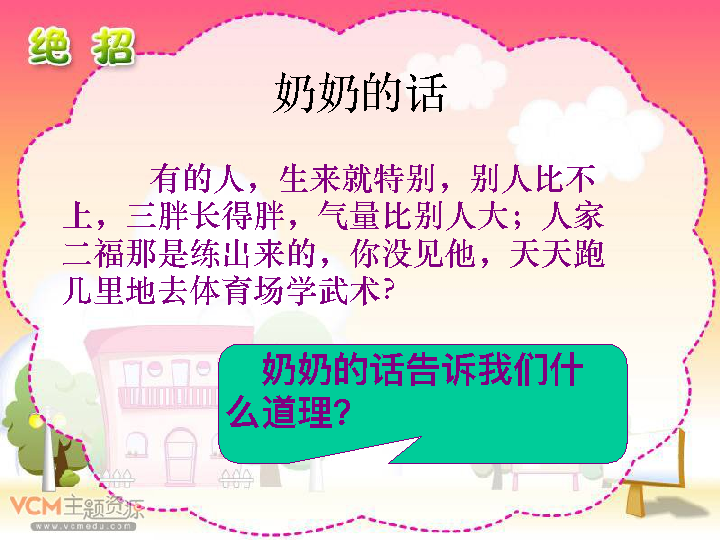 绝 招
奶奶的话
有的人，生来就特别，别人比不
上，三胖长得胖，气量比别人大；人家
二福那是练出来的，你没见他，天天跑
几里地去体育场学武术?
奶奶的话告诉我们什
么道理?
VCM主题资源
www.vcmedu.com